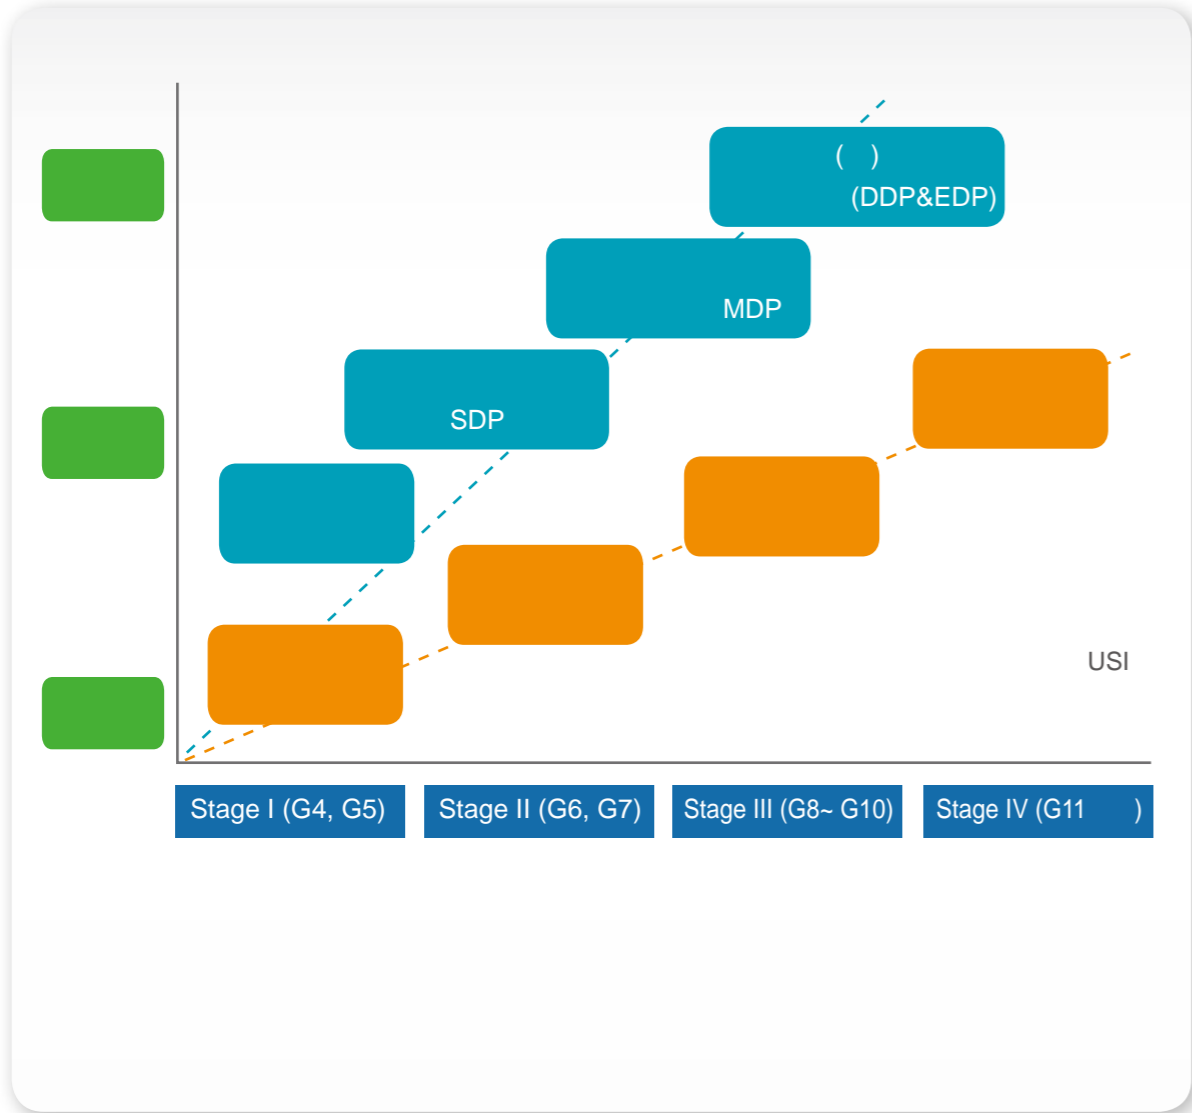 ( )
(DDP&EDP)
MDP
SDP
USI
Stage I (G4, G5)
Stage II (G6, G7)
Stage III (G8~ G10)
Stage IV (G11 )